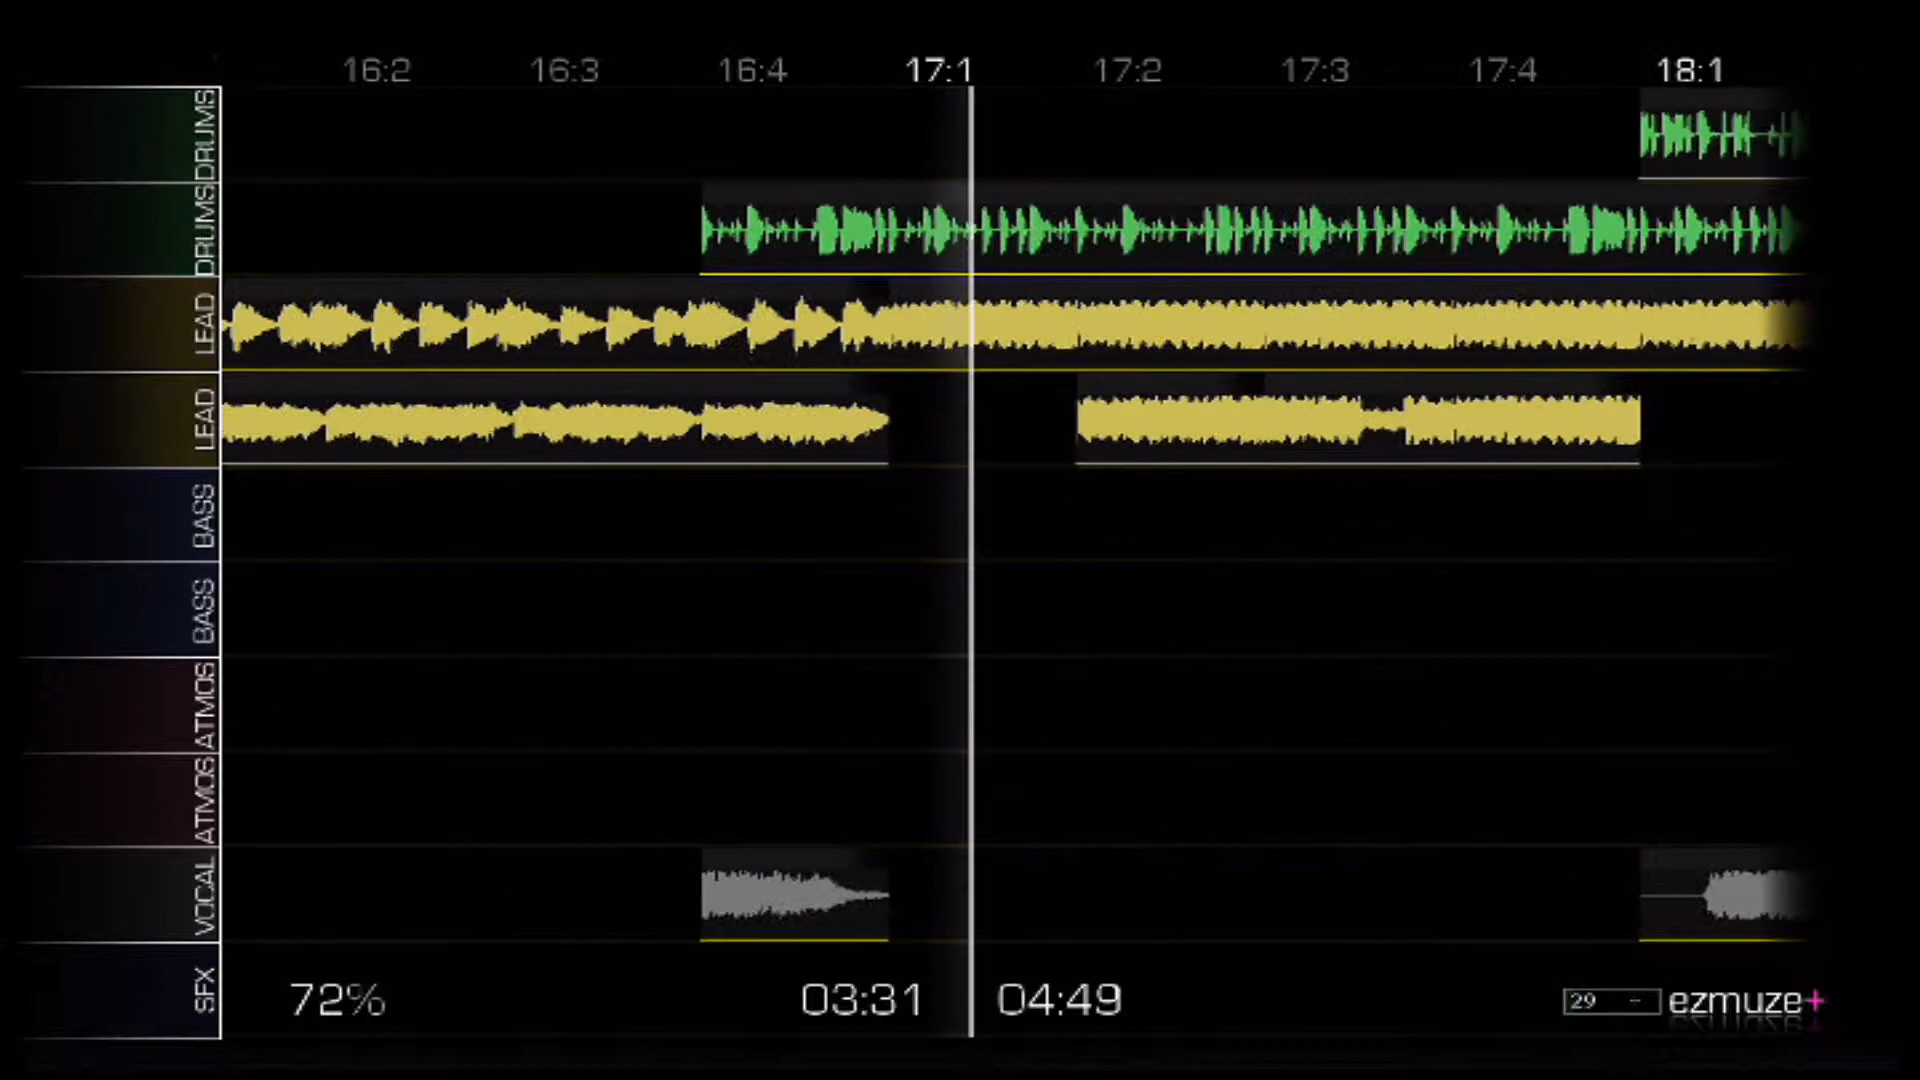 16:2 16:3 16:4 17:1 17:2 17:3 17:4 18:1
DRUMS
DRUMS
LEAD
LEAD
BASS
BASS
ATMOS
ATMOS
VOCAL
SFX
72% 03:31 04:49 29 - ezmuze+